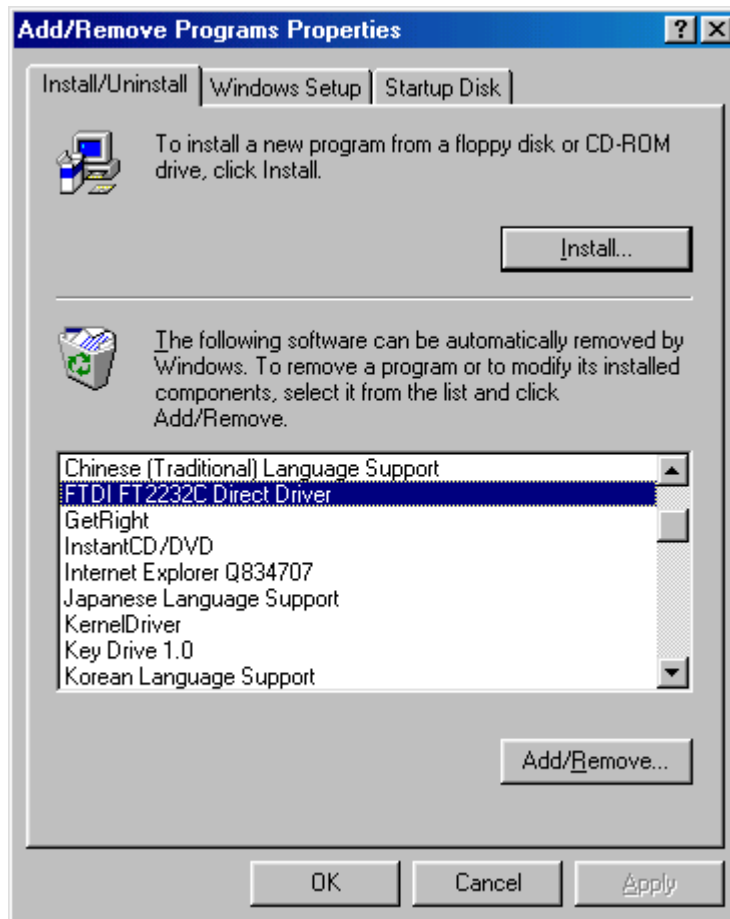 Add/Remove Programs Properties
Install/Uninstall Windows Setup Startup Disk
To install a new program from a floppy disk or CD-ROM
drive, click Install.
Install...
The following software can be automatically removed by
Windows. To remove a program or to modify its installed
components, select it from the list and click
Add/Remove.
Chinese (Traditional) Language Support
FTDI FT2232C Direct Driver
GetRight
InstantCD/DVD
Internet Explorer Q834707
Japanese Language Support
KernelDriver
Key Drive 1.0
Korean Language Support
Add/Remove...
OK Cancel Apply